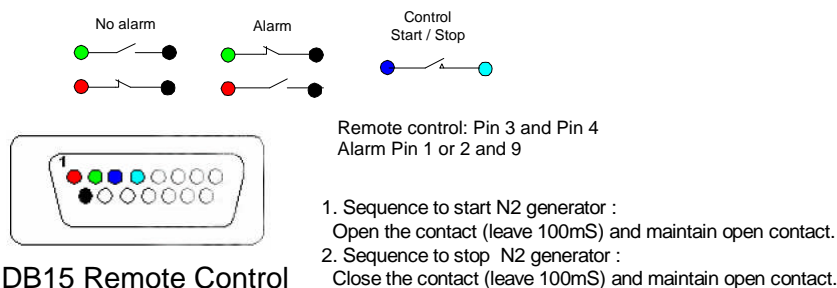 No alarm
Alarm
Control
Start / Stop
Remote control: Pin 3 and Pin 4
Alarm Pin 1 or 2 and 9
1
1. Sequence to start N2 generator :
Open the contact (leave 100mS) and maintain open contact.
2. Sequence to stop N2 generator :
Close the contact (leave 100mS) and maintain open contact.
DB15 Remote Control